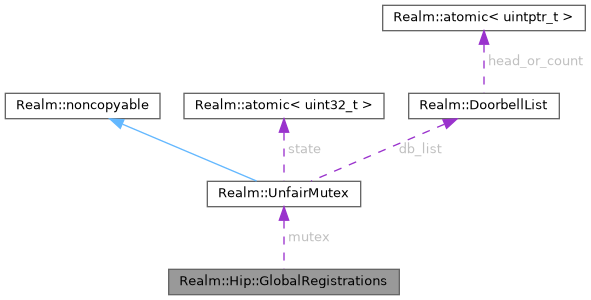 Realm::atomic< uintptr_t >
head_or_count
Realm::noncopyable
Realm::atomic< uint32_t >
Realm::DoorbellList
state
db_list
Realm::UnfairMutex
mutex
Realm::Hip::GlobalRegistrations